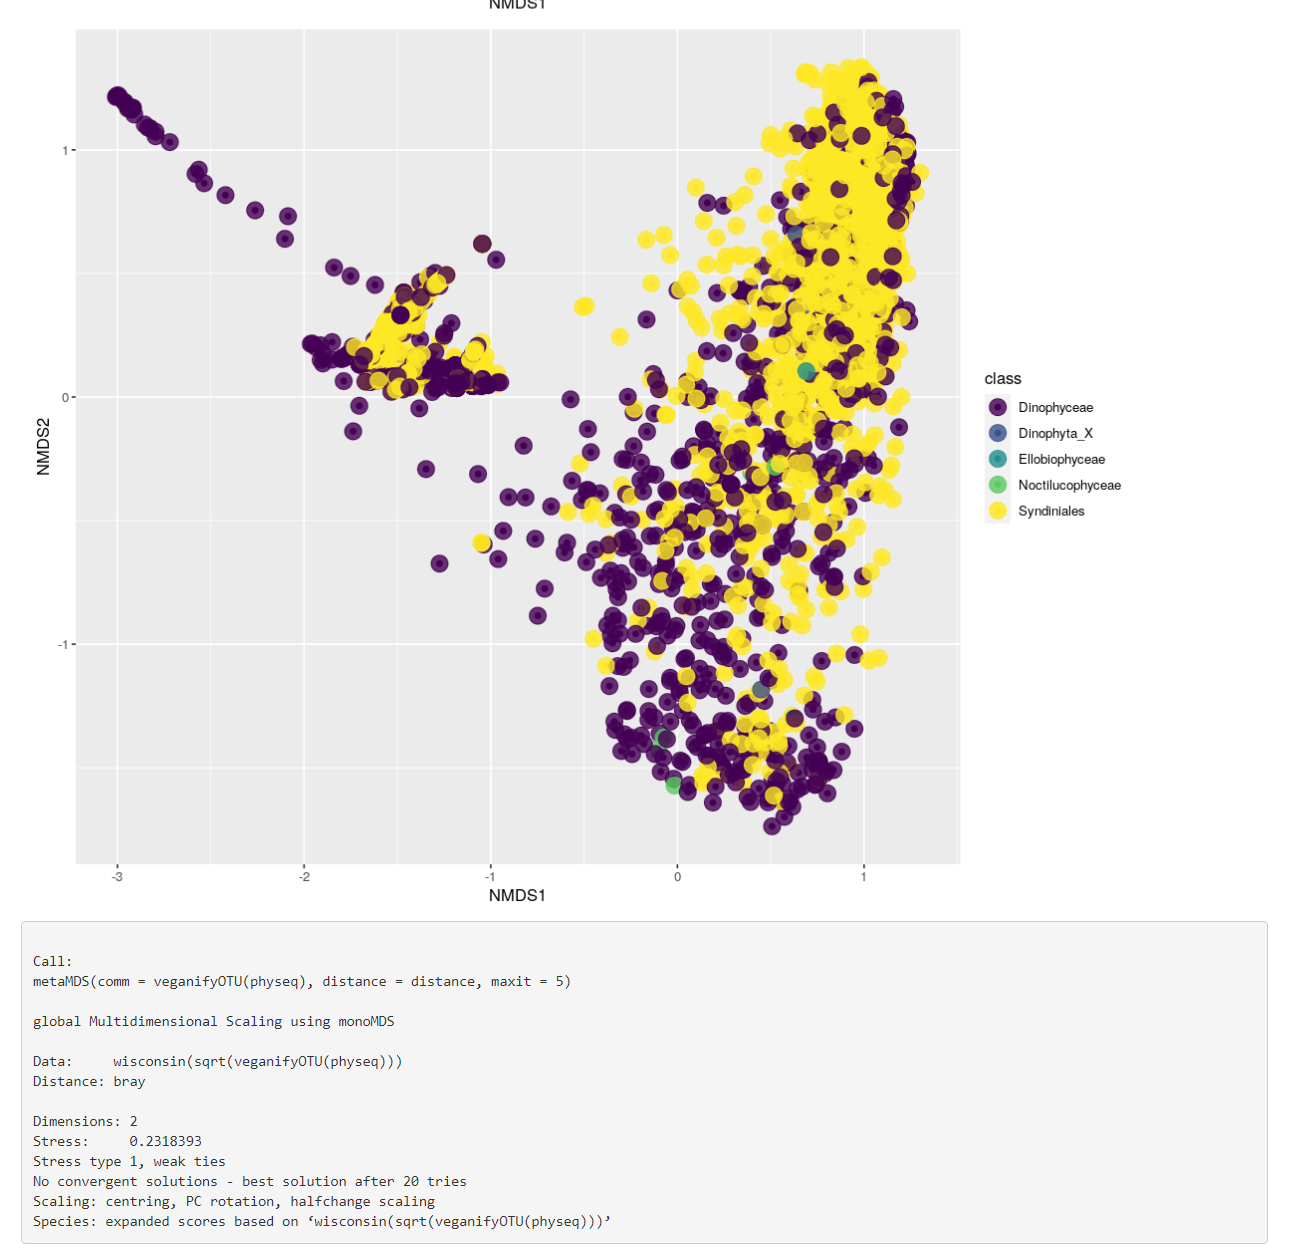 NMDS1
1
0
-1
NMDS2
-3
-2
-1
0
1
NMDS1
class
Dinophyceae
Dinophyta_X
Ellobiophyceae
Noctilucophyceae
Syndiniales
Call:
metaMDS(comm = veganifyOTU(physeq), distance = distance, maxit = 5)
global Multidimensional Scaling using monoMDS
Data:     wisconsin(sqrt(veganifyOTU(physeq)))
Distance: bray
Dimensions: 2
Stress:     0.2318393
Stress type 1, weak ties
No convergent solutions - best solution after 20 tries
Scaling: centring, PC rotation, halfchange scaling
Species: expanded scores based on ‘wisconsin(sqrt(veganifyOTU(physeq)))’